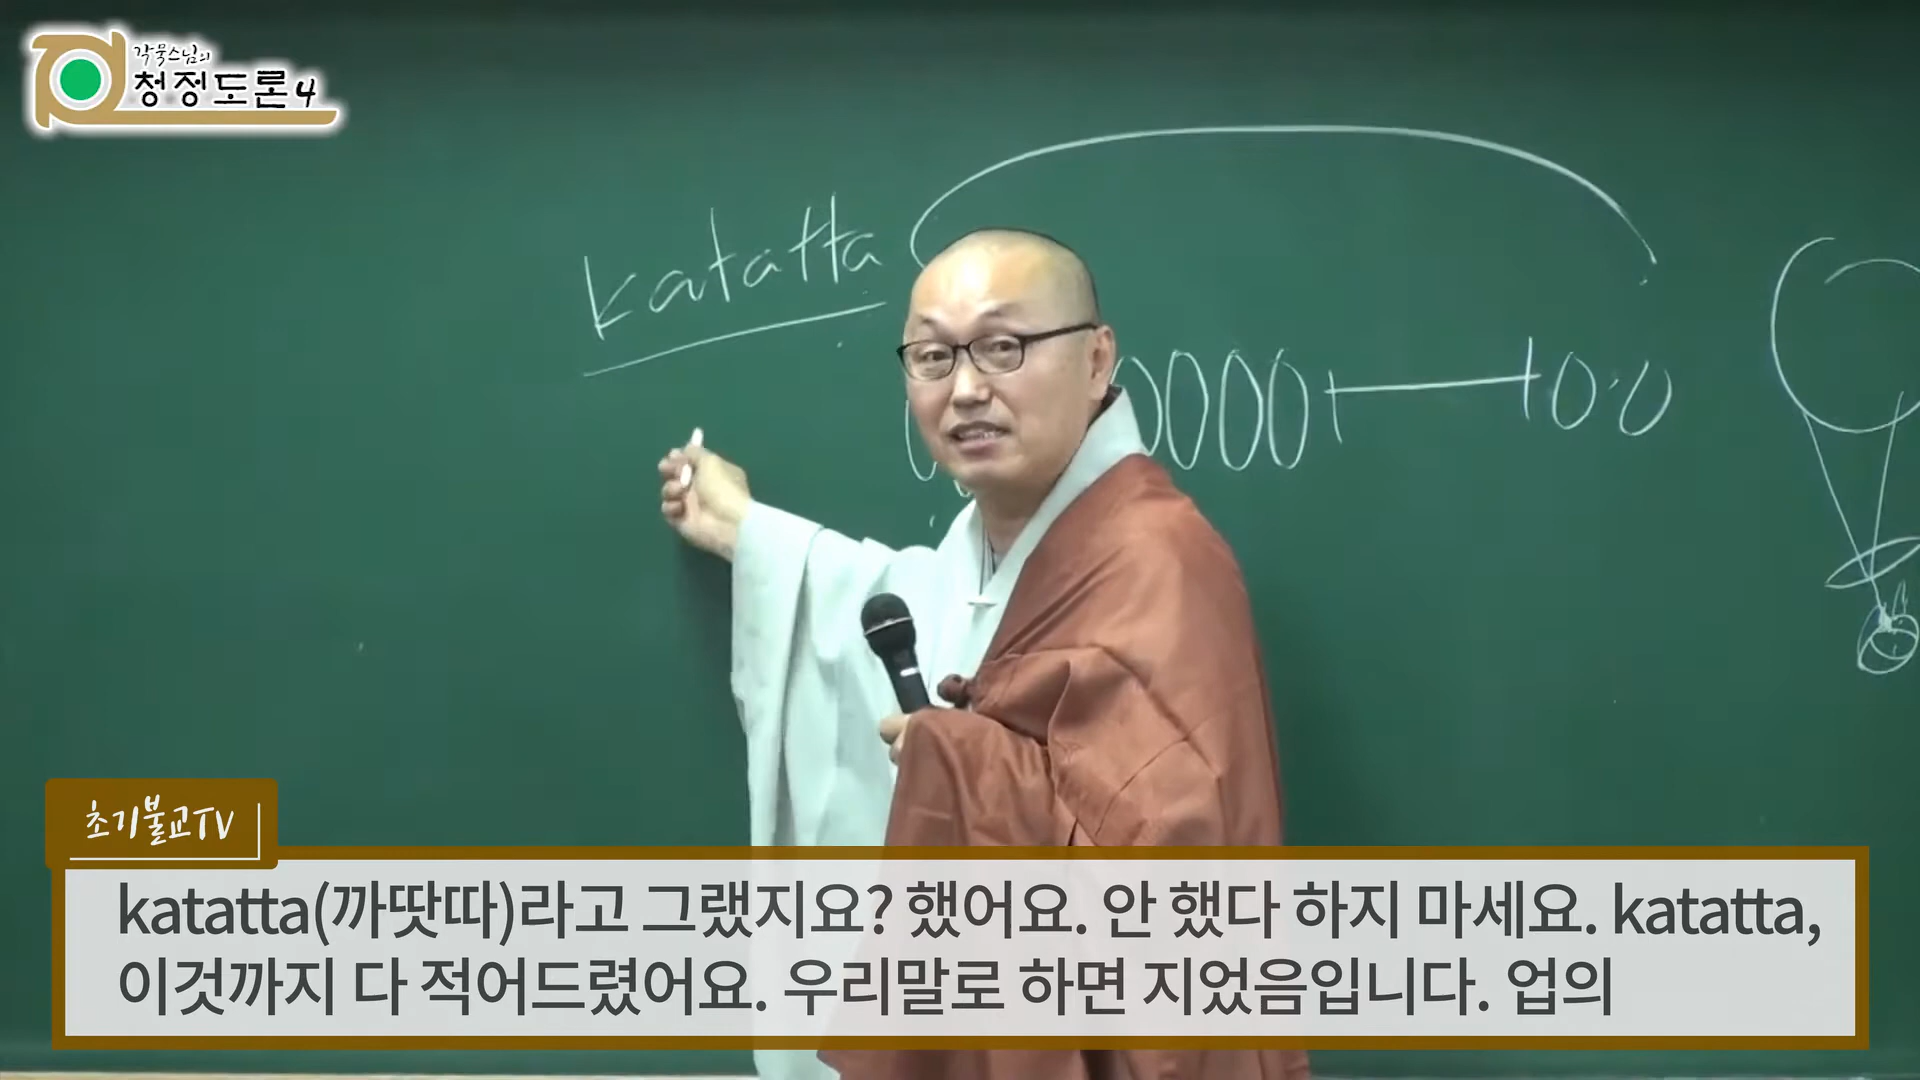 각묵스님의
청정도론 4
katatta
초기불교TV
katatta(까땃따)라고 그랬지요? 했어요. 안 했다 하지 마세요. katatta,
이것까지 다 적어드렸어요. 우리말로 하면 지었음입니다. 업의